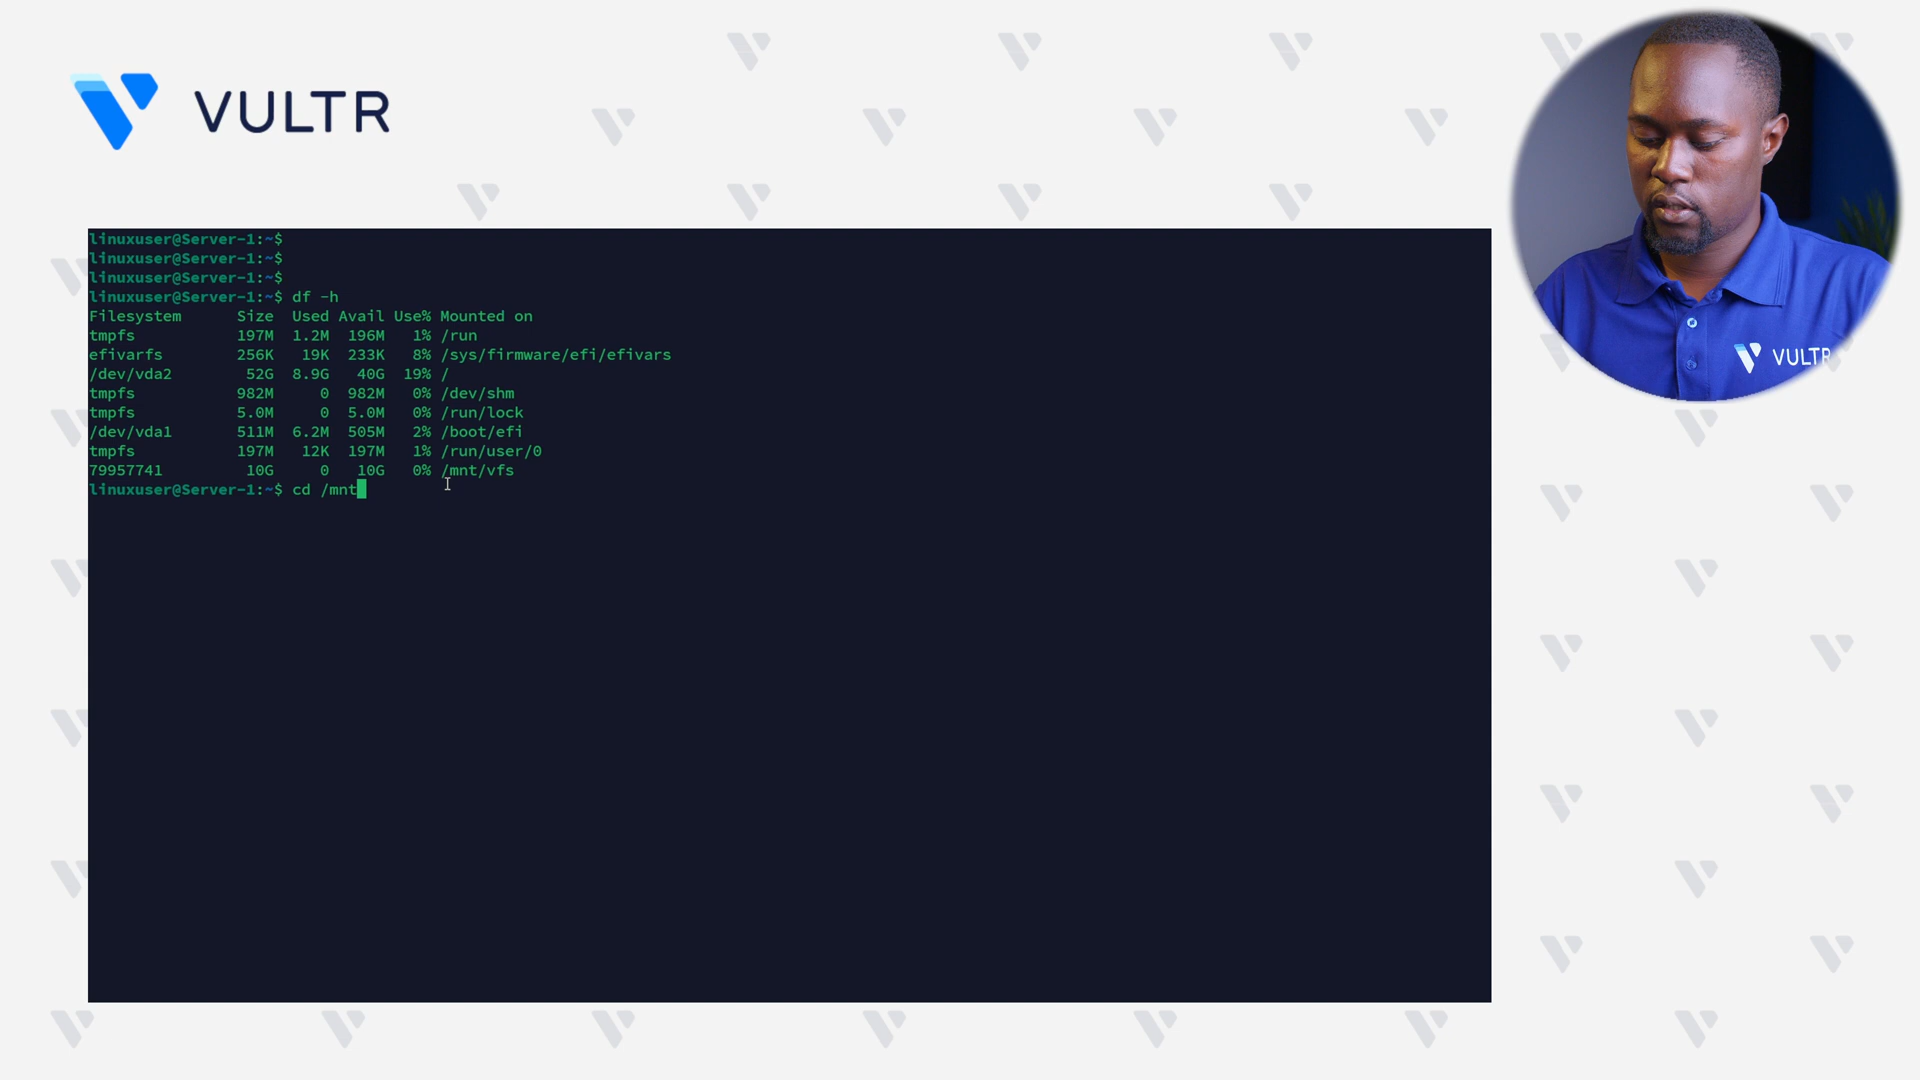 VULTR
linuxuser@Server-1:~$
linuxuser@Server-1:~$
linuxuser@Server-1:~$
linuxuser@Server-1:~$ df -h
Filesystem      Size  Used Avail Use% Mounted on
tmpfs           197M  1.2M  196M   1% /run
efivarfs        256K   19K  233K   8% /sys/firmware/efi/efivars
/dev/vda2        52G  8.9G   40G  19% /
tmpfs           982M     0  982M   0% /dev/shm
tmpfs           5.0M     0  5.0M   0% /run/lock
/dev/vda1       511M  6.2M  505M   2% /boot/efi
tmpfs           197M   12K  197M   1% /run/user/0
79957741         10G     0   10G   0% /mnt/vfs
linuxuser@Server-1:~$ cd /mnt
VULTR